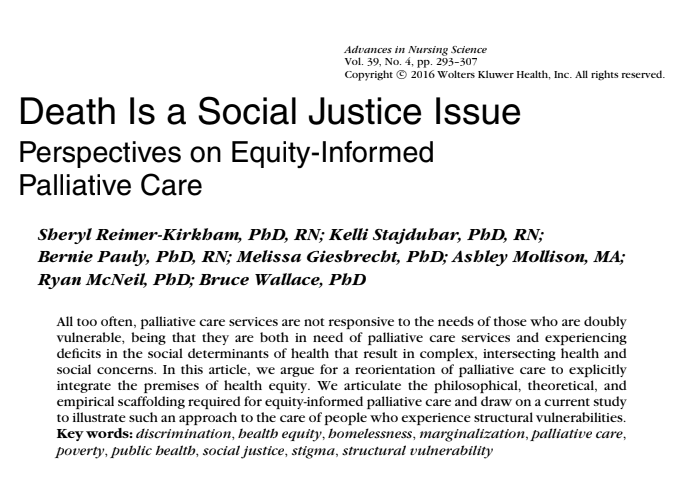 Advances in Nursing Science
Vol. 39, No. 4, pp. 293–307
Copyright © 2016 Wolters Kluwer Health, Inc. All rights reserved.
Death Is a Social Justice Issue
Perspectives on Equity-Informed
Palliative Care
Sheryl Reimer-Kirkham, PhD, RN; Kelli Stajduhar, PhD, RN;
Bernie Pauly, PhD, RN; Melissa Giesbrecht, PhD; Ashley Mollison, MA;
Ryan McNeil, PhD; Bruce Wallace, PhD
All too often, palliative care services are not responsive to the needs of those who are doubly
vulnerable, being that they are both in need of palliative care services and experiencing
deficits in the social determinants of health that result in complex, intersecting health and
social concerns. In this article, we argue for a reorientation of palliative care to explicitly
integrate the premises of health equity. We articulate the philosophical, theoretical, and
empirical scaffolding required for equity-informed palliative care and draw on a current study
to illustrate such an approach to the care of people who experience structural vulnerabilities.
Key words: discrimination, health equity, homelessness, marginalization, palliative care,
poverty, public health, social justice, stigma, structural vulnerability